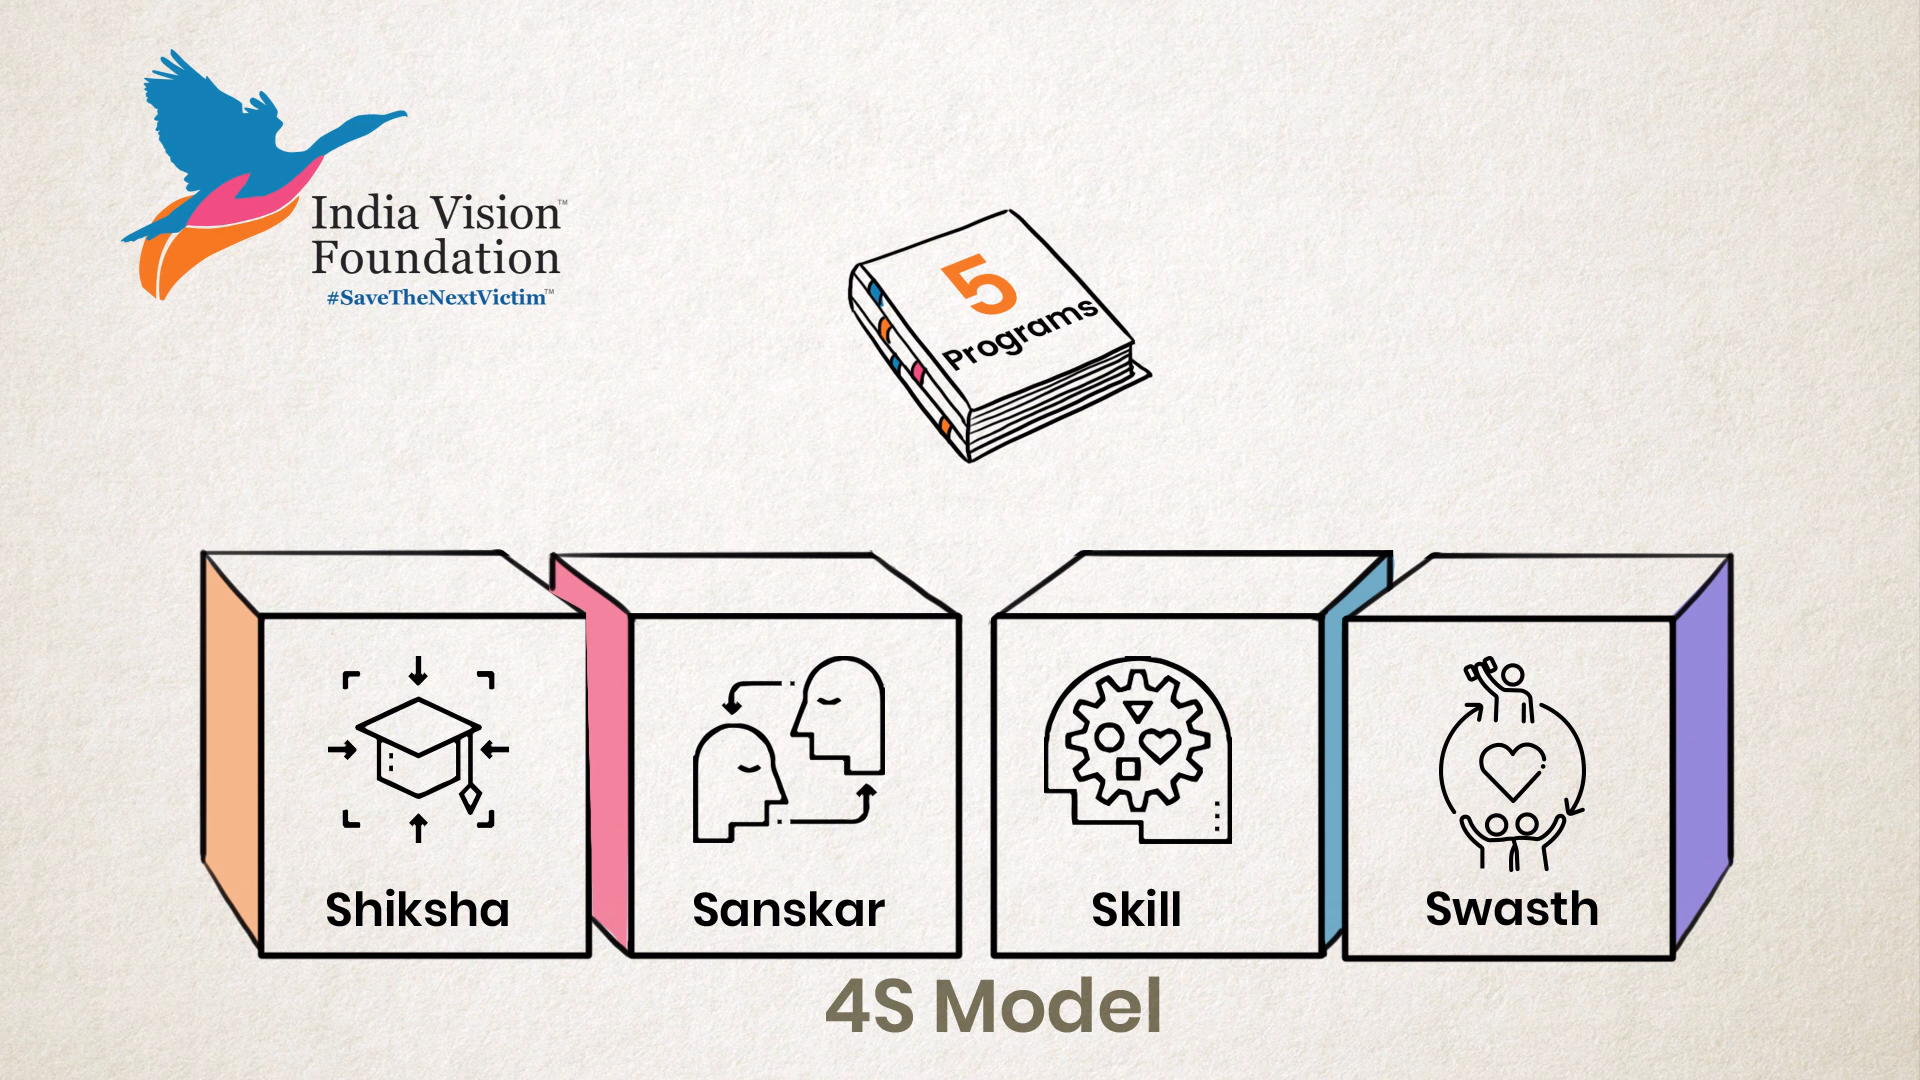 India Vision™
Foundation
#SaveTheNextVictim™
5
Programs
Shiksha
Sanskar
Skill
Swasth
4S Model